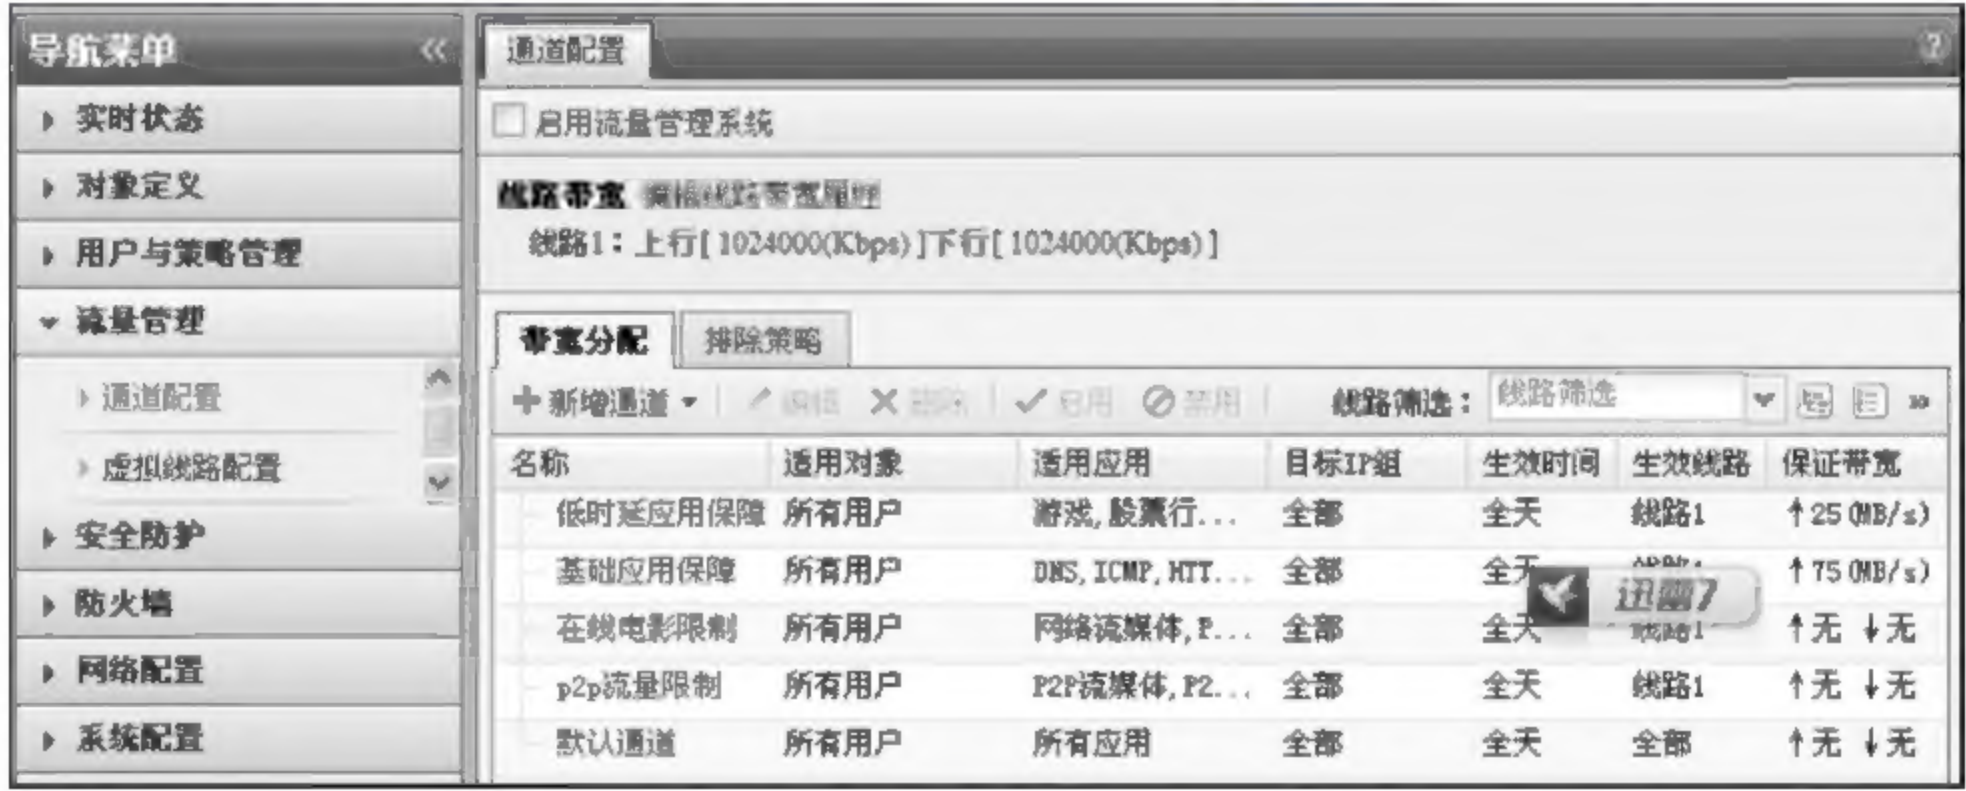 导航菜单 «
实时状态
对象定义
用户与策略管理
流量管理
通道配置
虚拟线路配置
安全防护
防火墙
网络配置
系统配置
通道配置 ?
启用流量管理系统
线路带宽
线路1：上行[1024000(Kbps)]下行[1024000(Kbps)]
带宽分配 排除策略
新增通道 编辑 删除 启用 禁用 线路筛选： 线路筛选 »
名称 适用对象 适用应用 目标IP组 生效时间 生效线路 保证带宽
低时延应用保障 所有用户 游戏,股票行... 全部 全天 线路1 ↑25(MB/s)
基础应用保障 所有用户 DNS,ICMP,HTT... 全部 全天 ↑75(MB/s)
迅雷7
在线电影限制 所有用户 网络流媒体,P... 全部 全天 线路1 ↑无 ↓无
p2p流量限制 所有用户 P2P流媒体,P2... 全部 全天 线路1 ↑无 ↓无
默认通道 所有用户 所有应用 全部 全天 全部 ↑无 ↓无